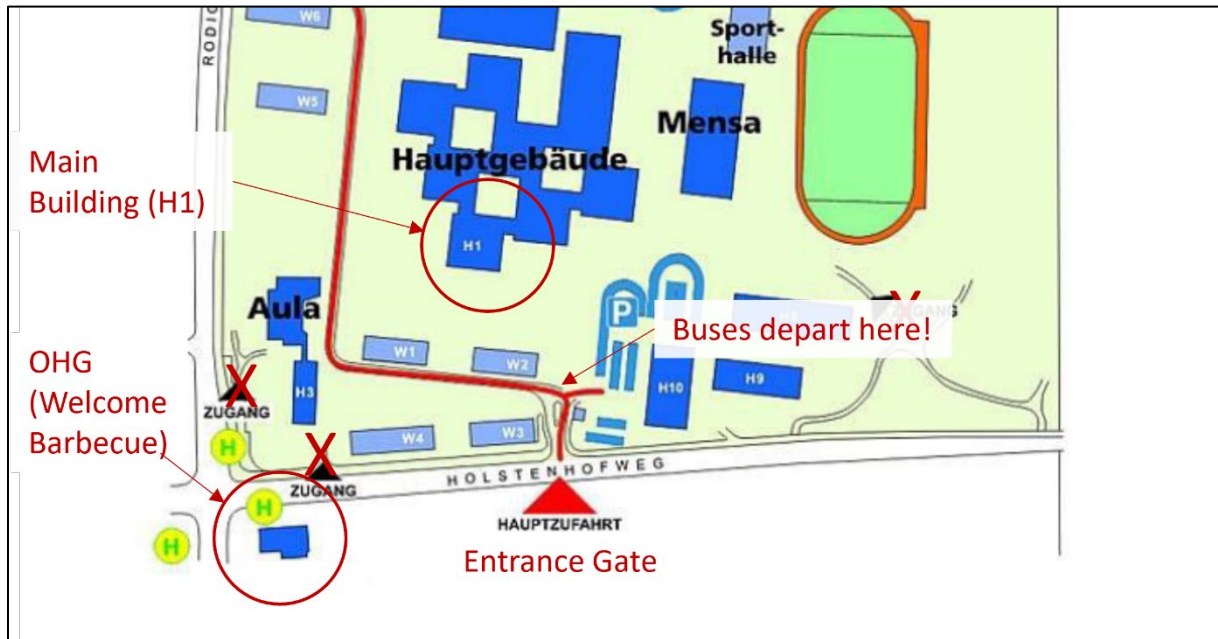 W6
RODIG
Sport-
halle
W5
Mensa
Main
Building (H1)
Hauptgebäude
H1
Aula
P
Buses depart here!
ZUGANG
W1
W2
OHG
(Welcome
Barbecue)
H3
H10
H9
X
ZUGANG
W4
W3
H
X
ZUGANG
HOLSTENHOFWEG
H
HAUPTZUFAHRT
H
Entrance Gate